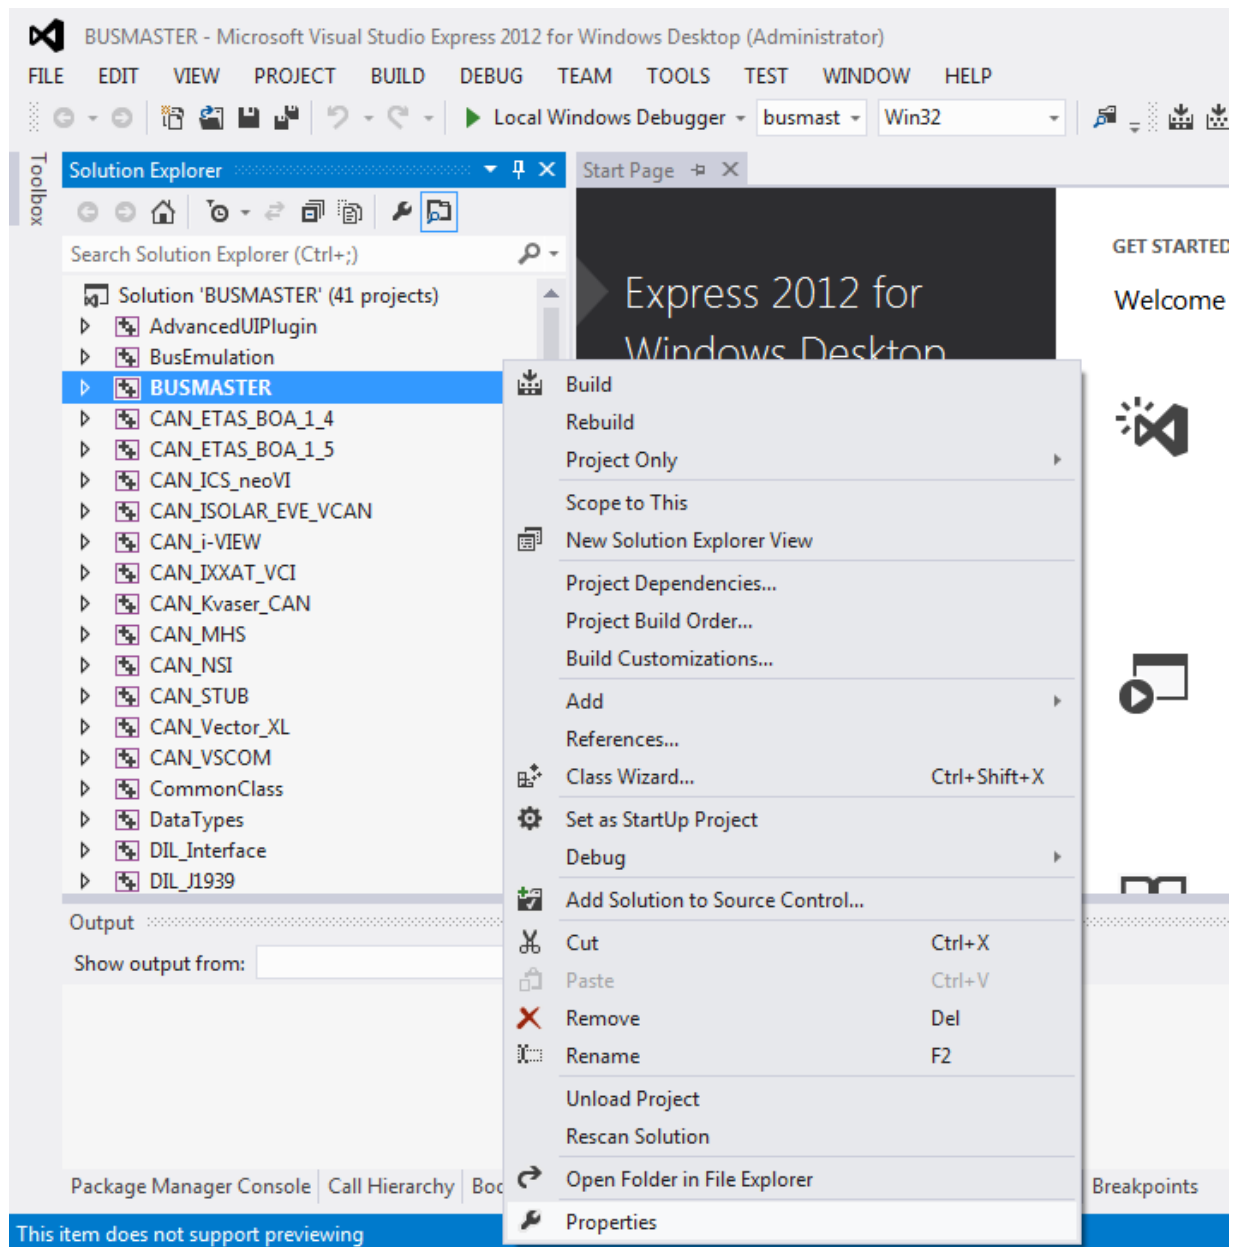 BUSMASTER - Microsoft Visual Studio Express 2012 for Windows Desktop (Administrator)
FILE EDIT VIEW PROJECT BUILD DEBUG TEAM TOOLS TEST WINDOW HELP
Local Windows Debugger busmast Win32
Toolbox
Solution Explorer
Start Page
Search Solution Explorer (Ctrl+;)
Solution 'BUSMASTER' (41 projects)
AdvancedUIPlugin
BusEmulation
BUSMASTER
CAN_ETAS_BOA_1_4
CAN_ETAS_BOA_1_5
CAN_ICS_neoVI
CAN_ISOLAR_EVE_VCAN
CAN_i-VIEW
CAN_IXXAT_VCI
CAN_Kvaser_CAN
CAN_MHS
CAN_NSI
CAN_STUB
CAN_Vector_XL
CAN_VSCOM
CommonClass
DataTypes
DIL_Interface
DIL_J1939
Express 2012 for
Windows Desktop
GET STARTED
Welcome
Build
Rebuild
Project Only
Scope to This
New Solution Explorer View
Project Dependencies...
Project Build Order...
Build Customizations...
Add
References...
Class Wizard... Ctrl+Shift+X
Set as StartUp Project
Debug
Add Solution to Source Control...
Cut Ctrl+X
Paste Ctrl+V
Remove Del
Rename F2
Unload Project
Rescan Solution
Open Folder in File Explorer
Properties
Output
Show output from:
Package Manager Console Call Hierarchy Boo Breakpoints
This item does not support previewing